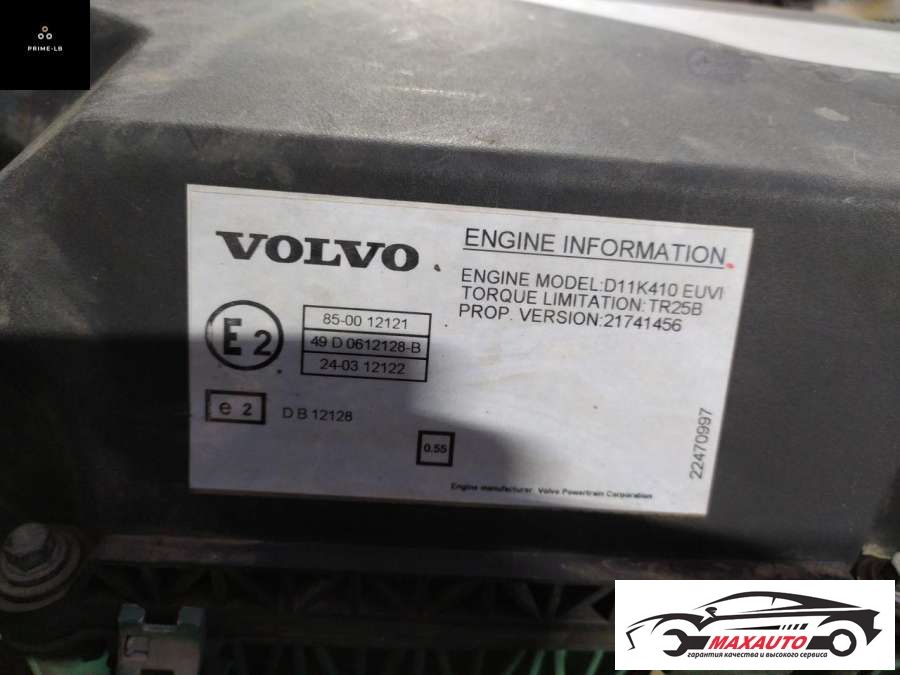 PRIME-LB
VOLVO
ENGINE INFORMATION
ENGINE MODEL:D11K410 EUVI
TORQUE LIMITATION:TR25B
PROP. VERSION:21741456
E2
85-00 12121
49 D 0612128-B
24-03 12122
e 2
D B 12128
0.55
22470997
Engine manufacturer Volvo Powertrain Corporation
MAXAUTO
гарантия качества и высокого сервиса